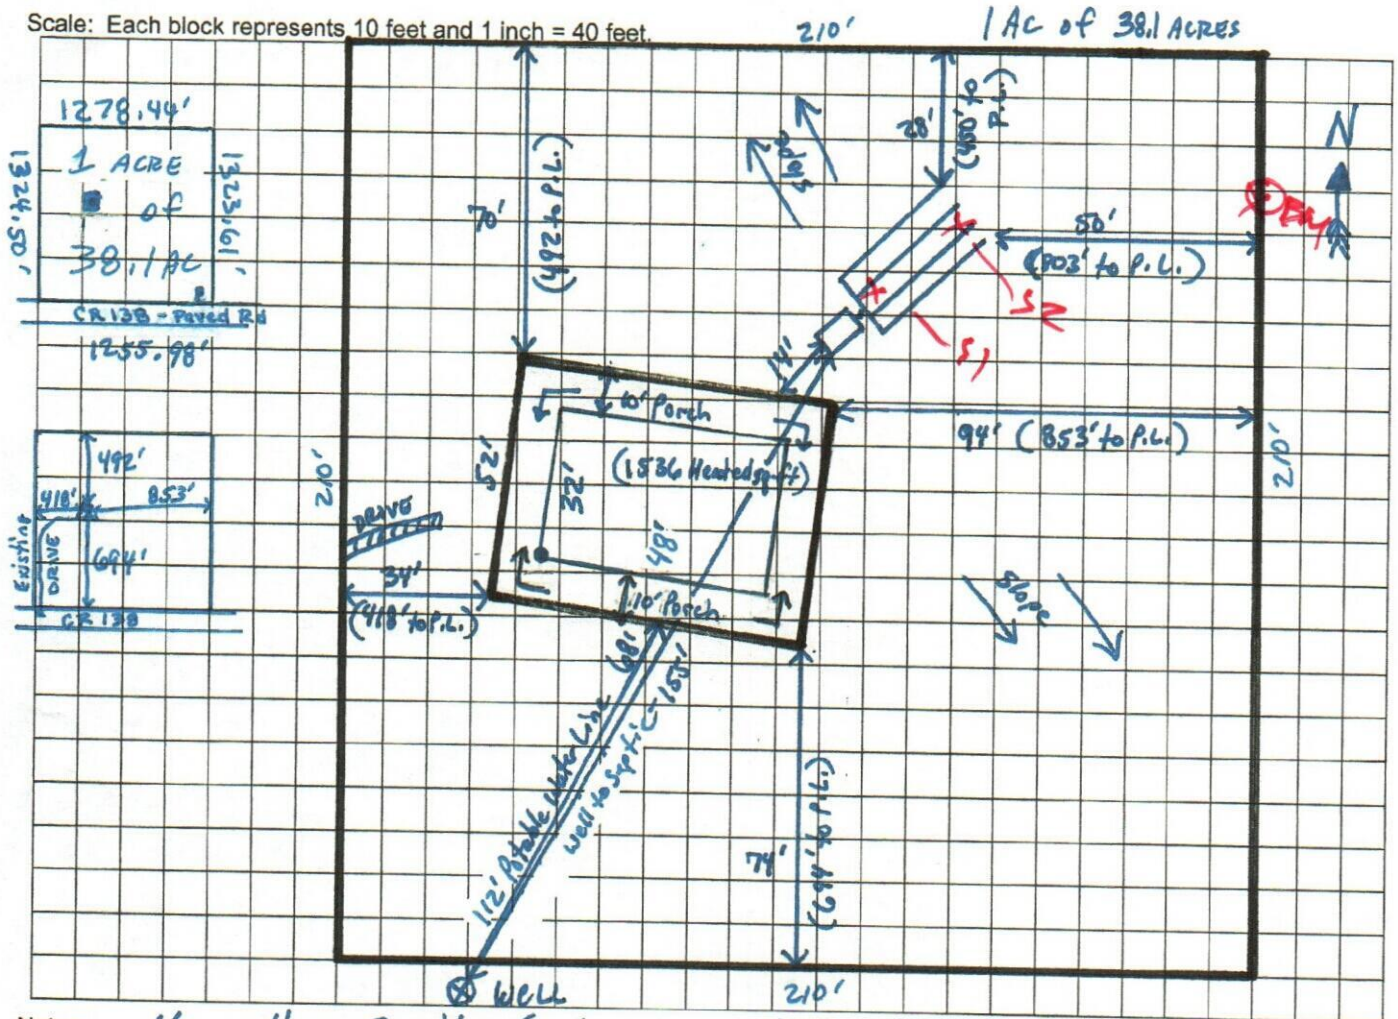 Scale: Each block represents 10 feet and 1 inch = 40 feet.
210'
1 AC of 38.1 ACRES
1278.44'
1324.50'
1 ACRE
of
38.1 AC
1323.61'
CR 138 - Paved Rd
1255.98'
70'
(492 to P.L.)
Slope
28'
(400' to P.L.)
N
BM
50'
(803' to P.L.)
S2
S1
14'
94' (853' to P.L.)
10' Porch
(1536 Heated sq-ft)
52'
32'
48'
10' Porch
210'
210'
492'
418'
853'
694'
EXISTING
DRIVE
CR 138
DRIVE
34'
(418' to P.L.)
Slope
68'
112' Potable Water Line
Well to Septic - 155'
74'
(694' to P.L.)
WELL
210'